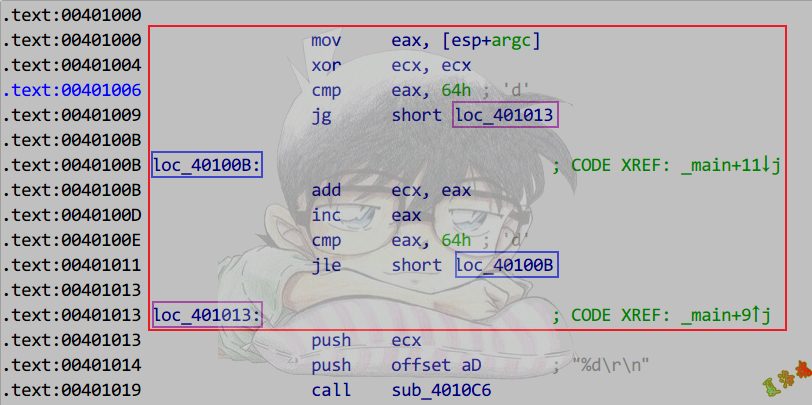 .text:00401000
.text:00401000 mov eax, [esp+argc]
.text:00401004 xor ecx, ecx
.text:00401006 cmp eax, 64h ; 'd'
.text:00401009 jg short loc_401013
.text:0040100B
.text:0040100B loc_40100B: ; CODE XREF: _main+11↓j
.text:0040100B add ecx, eax
.text:0040100D inc eax
.text:0040100E cmp eax, 64h ; 'd'
.text:00401011 jle short loc_40100B
.text:00401013
.text:00401013 loc_401013: ; CODE XREF: _main+9↑j
.text:00401013 push ecx
.text:00401014 push offset aD ; "%d\r\n"
.text:00401019 call sub_4010C6